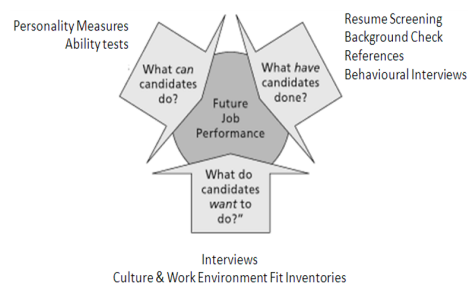 Personality Measures
Ability tests
Resume Screening
Background Check
References
Behavioural Interviews
What can
candidates
do?
What have
candidates
done?
Future
Job
Performance
What do
candidates
want to
do?"
Interviews
Culture & Work Environment Fit Inventories